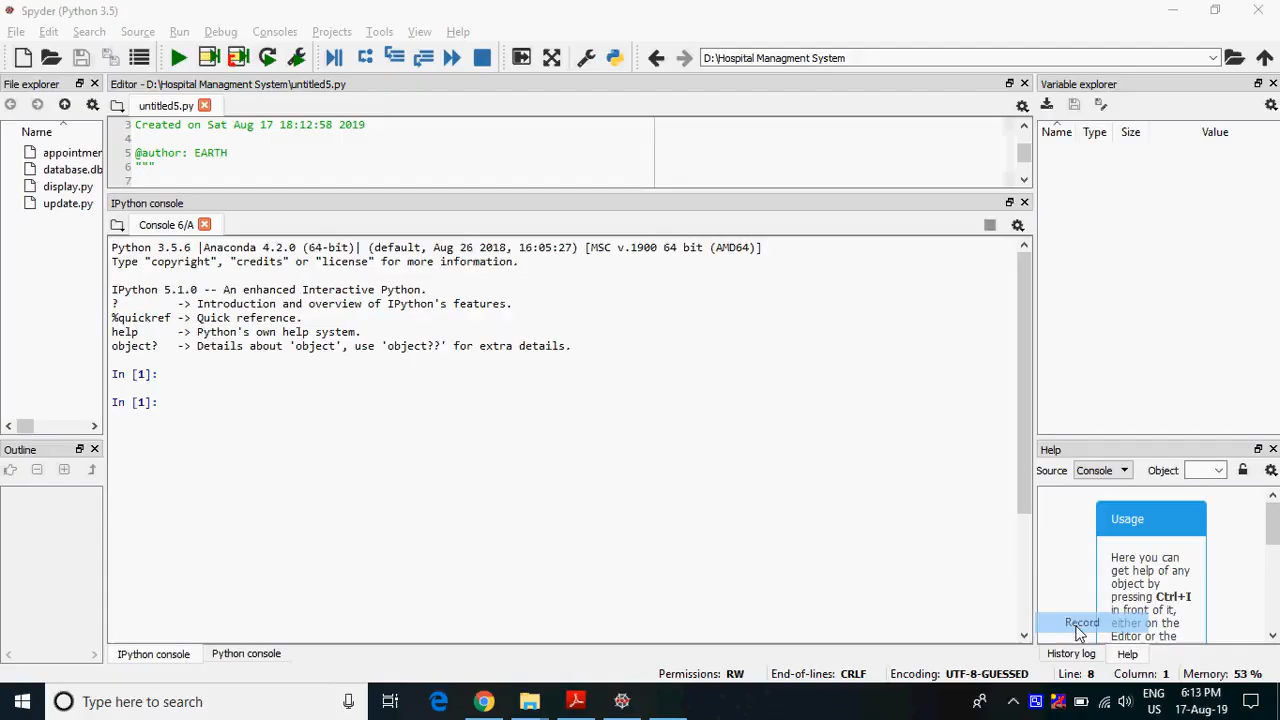 Spyder (Python 3.5)
File Edit Search Source Run Debug Consoles Projects Tools View Help
D:\Hospital Managment System
File explorer
Editor - D:\Hospital Managment System\untitled5.py
Variable explorer
untitled5.py
Name
appointmer
database.db
display.py
update.py
3 Created on Sat Aug 17 18:12:58 2019
4
5 @author: EARTH
6 """
7
Name Type Size Value
IPython console
Console 6/A
Python 3.5.6 |Anaconda 4.2.0 (64-bit)| (default, Aug 26 2018, 16:05:27) [MSC v.1900 64 bit (AMD64)]
Type "copyright", "credits" or "license" for more information.
IPython 5.1.0 -- An enhanced Interactive Python.
? -> Introduction and overview of IPython's features.
%quickref -> Quick reference.
help -> Python's own help system.
object? -> Details about 'object', use 'object??' for extra details.
In [1]:
In [1]:
Outline
Help
Source Console Object
Usage
Here you can
get help of any
object by
pressing Ctrl+I
in front of it,
either on the
Editor or the
Record
IPython console Python console
History log Help
Permissions: RW End-of-lines: CRLF Encoding: UTF-8-GUESSED Line: 8 Column: 1 Memory: 53 %
Type here to search
ENG
US
6:13 PM
17-Aug-19